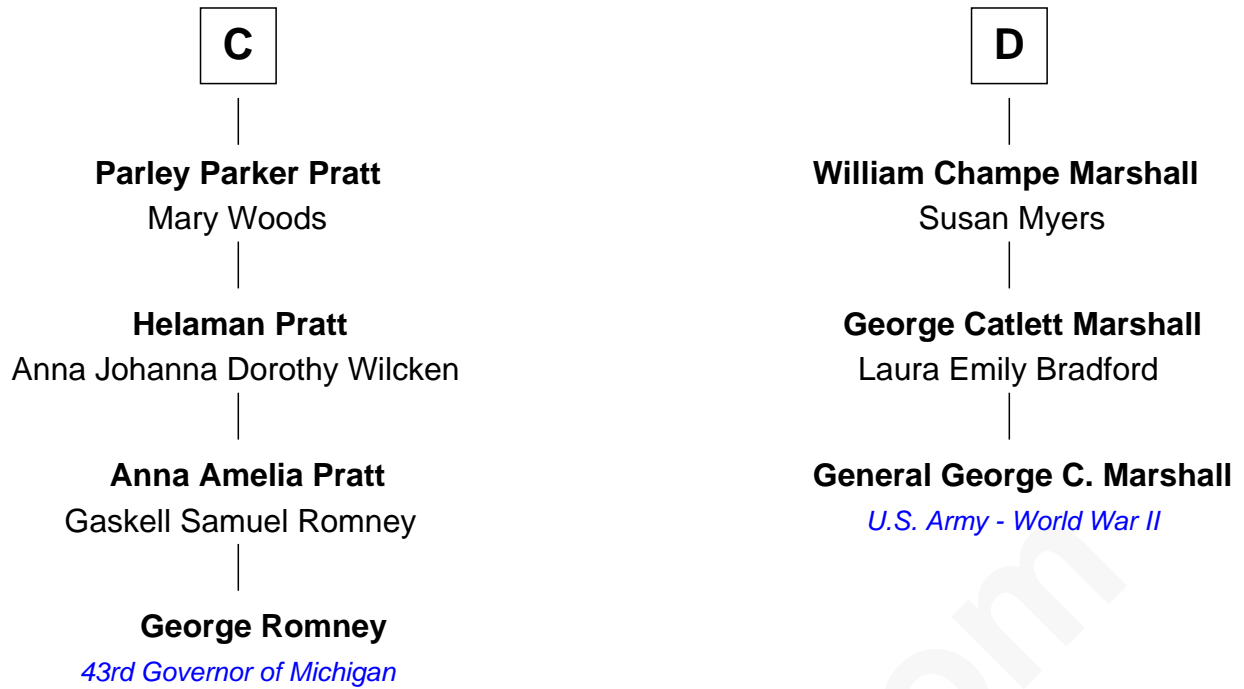 C
Parley Parker Pratt
Mary Woods
Helaman Pratt
Anna Johanna Dorothy Wilcken
Anna Amelia Pratt
Gaskell Samuel Romney
George Romney
43rd Governor of Michigan
D
William Champe Marshall
Susan Myers
George Catlett Marshall
Laura Emily Bradford
General George C. Marshall
U.S. Army - World War II
om